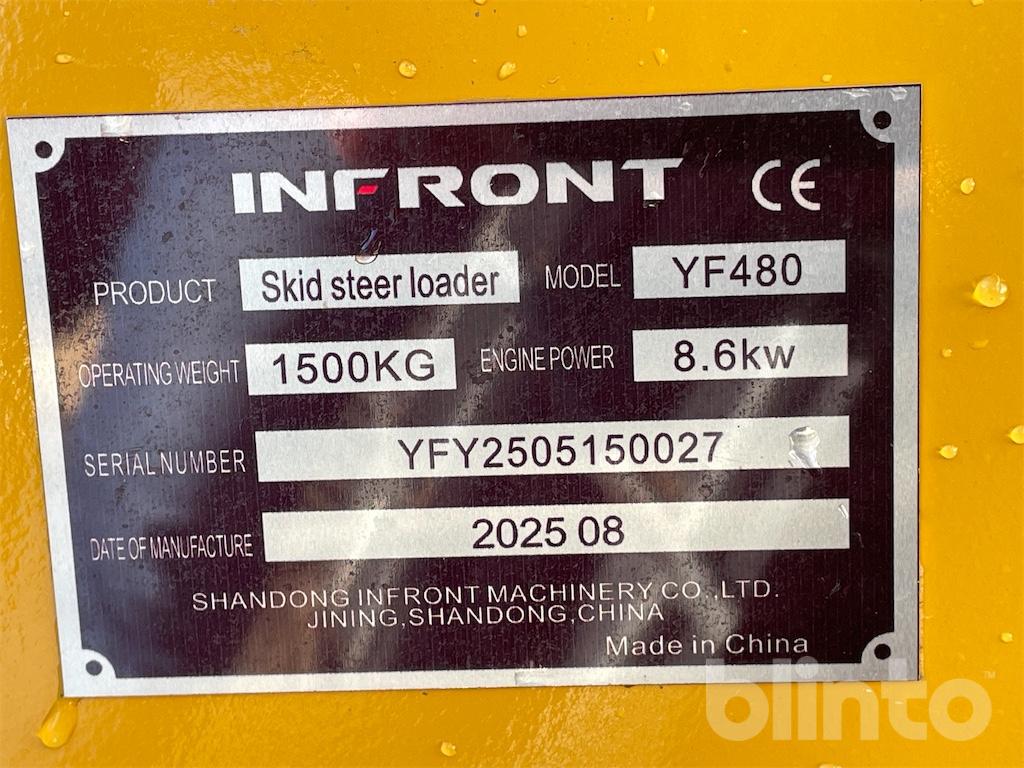 INFRONT CE
PRODUCT Skid steer loader MODEL YF480
OPERATING WEIGHT 1500KG ENGINE POWER 8.6kw
SERIAL NUMBER YFY2505150027
DATE OF MANUFACTURE 2025 08
SHANDONG INFRONT MACHINERY CO.,LTD.
JINING,SHANDONG,CHINA
Made in China
blinto™